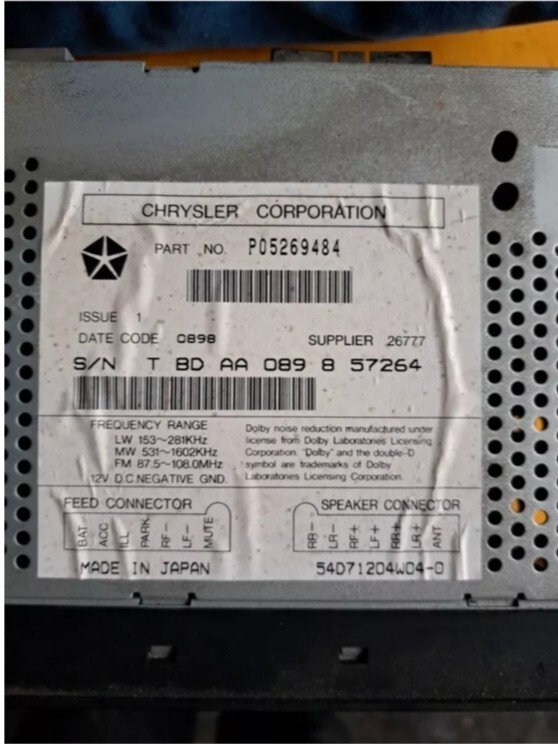 CHRYSLER CORPORATION
PART NO. P05269484
ISSUE 1
DATE CODE 0898 SUPPLIER 26777
S/N T BD AA 089 8 57264
FREQUENCY RANGE
LW 153~281KHz
MW 531~1602KHz
FM 87.5~108.0MHz
12V D.C. NEGATIVE GND.
Dolby noise reduction manufactured under
license from Dolby Laboratories Licensing
Corporation. "Dolby" and the double-D
symbol are trademarks of Dolby
Laboratories Licensing Corporation.
FEED CONNECTOR
BAT
ACC
ILL
PARK
RF-
LF-
MUTE
SPEAKER CONNECTOR
RR-
LR-
RF+
LF+
RR+
LR+
ANT
MADE IN JAPAN 54D71204W04-0